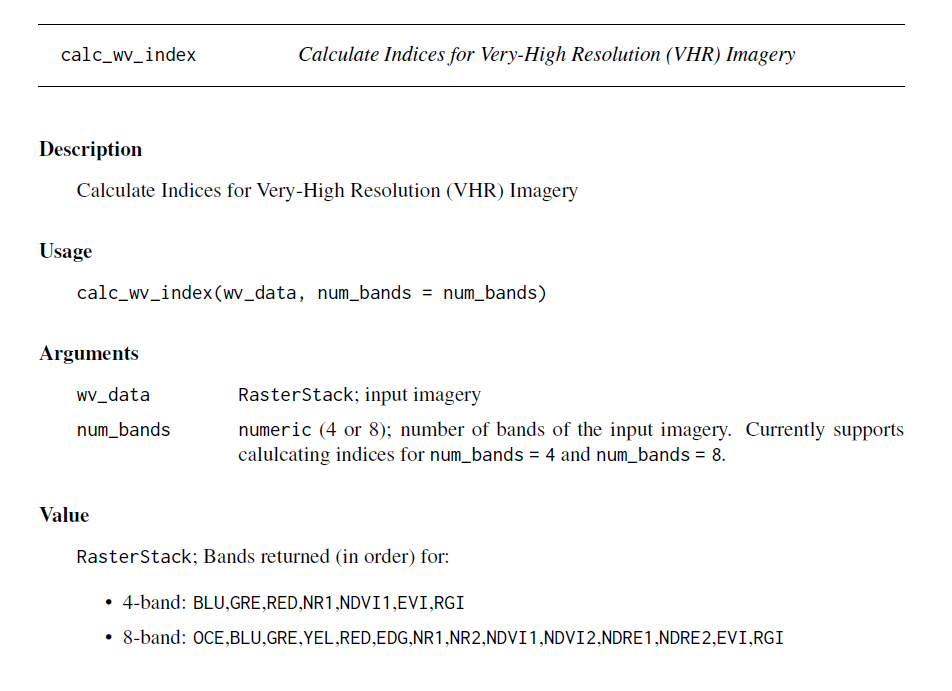 calc_wv_index Calculate Indices for Very-High Resolution (VHR) Imagery
Description
Calculate Indices for Very-High Resolution (VHR) Imagery
Usage
calc_wv_index(wv_data, num_bands = num_bands)
Arguments
wv_data RasterStack; input imagery
num_bands numeric (4 or 8); number of bands of the input imagery. Currently supports
calulcating indices for num_bands = 4 and num_bands = 8.
Value
RasterStack; Bands returned (in order) for:
• 4-band: BLU,GRE,RED,NR1,NDVI1,EVI,RGI
• 8-band: OCE,BLU,GRE,YEL,RED,EDG,NR1,NR2,NDVI1,NDVI2,NDRE1,NDRE2,EVI,RGI